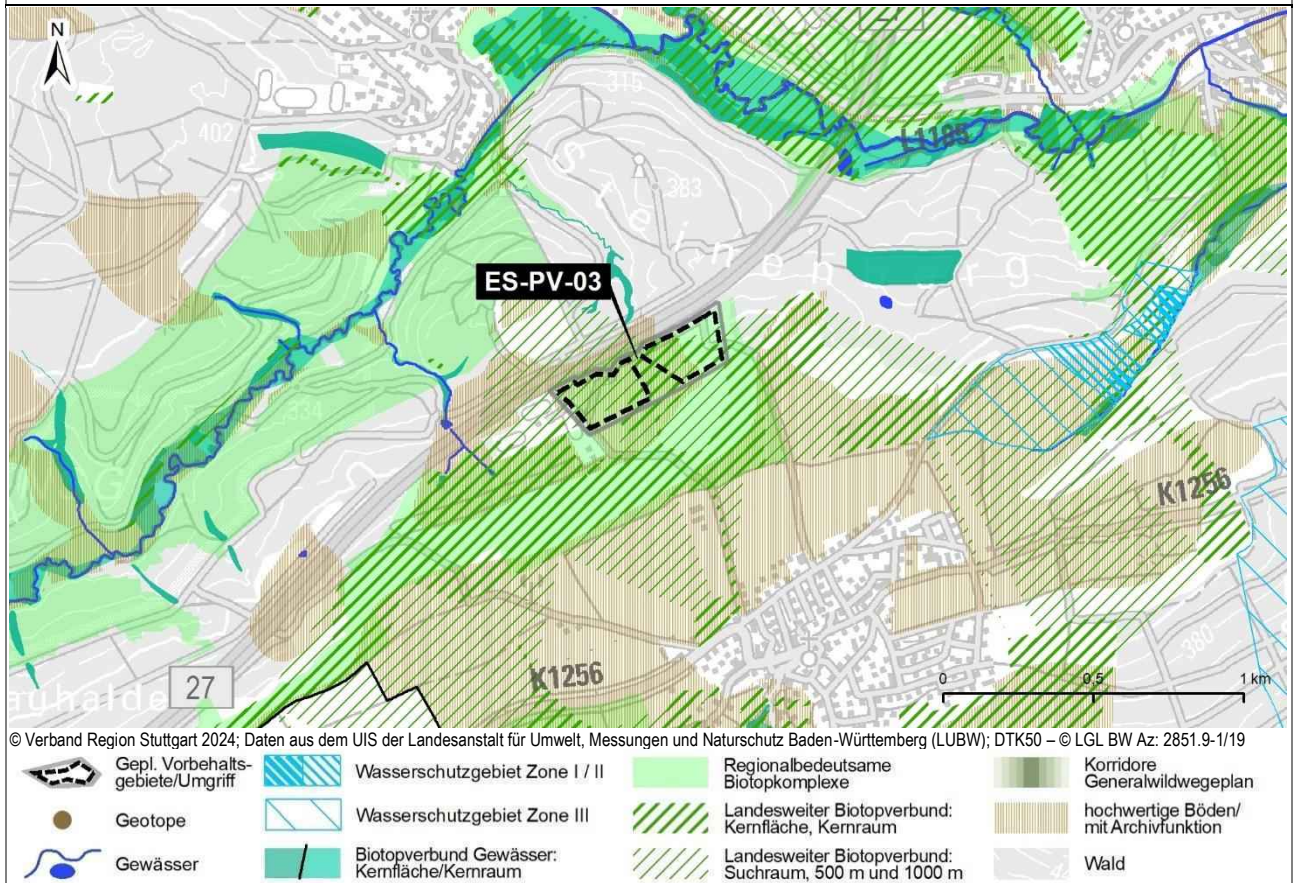 N
402
316
L1185
383
Steinenberg
ES-PV-03
334
K1256
27
auhalde
K1256
380
0 0,5 1 km
© Verband Region Stuttgart 2024; Daten aus dem UIS der Landesanstalt für Umwelt, Messungen und Naturschutz Baden-Württemberg (LUBW); DTK50 – © LGL BW Az: 2851.9-1/19
Gepl. Vorbehalts-
gebiete/Umgriff
Geotope
Gewässer
Wasserschutzgebiet Zone I / II
Wasserschutzgebiet Zone III
Biotopverbund Gewässer:
Kernfläche/Kernraum
Regionalbedeutsame
Biotopkomplexe
Landesweiter Biotopverbund:
Kernfläche, Kernraum
Landesweiter Biotopverbund:
Suchraum, 500 m und 1000 m
Korridore
Generalwildwegeplan
hochwertige Böden/
mit Archivfunktion
Wald